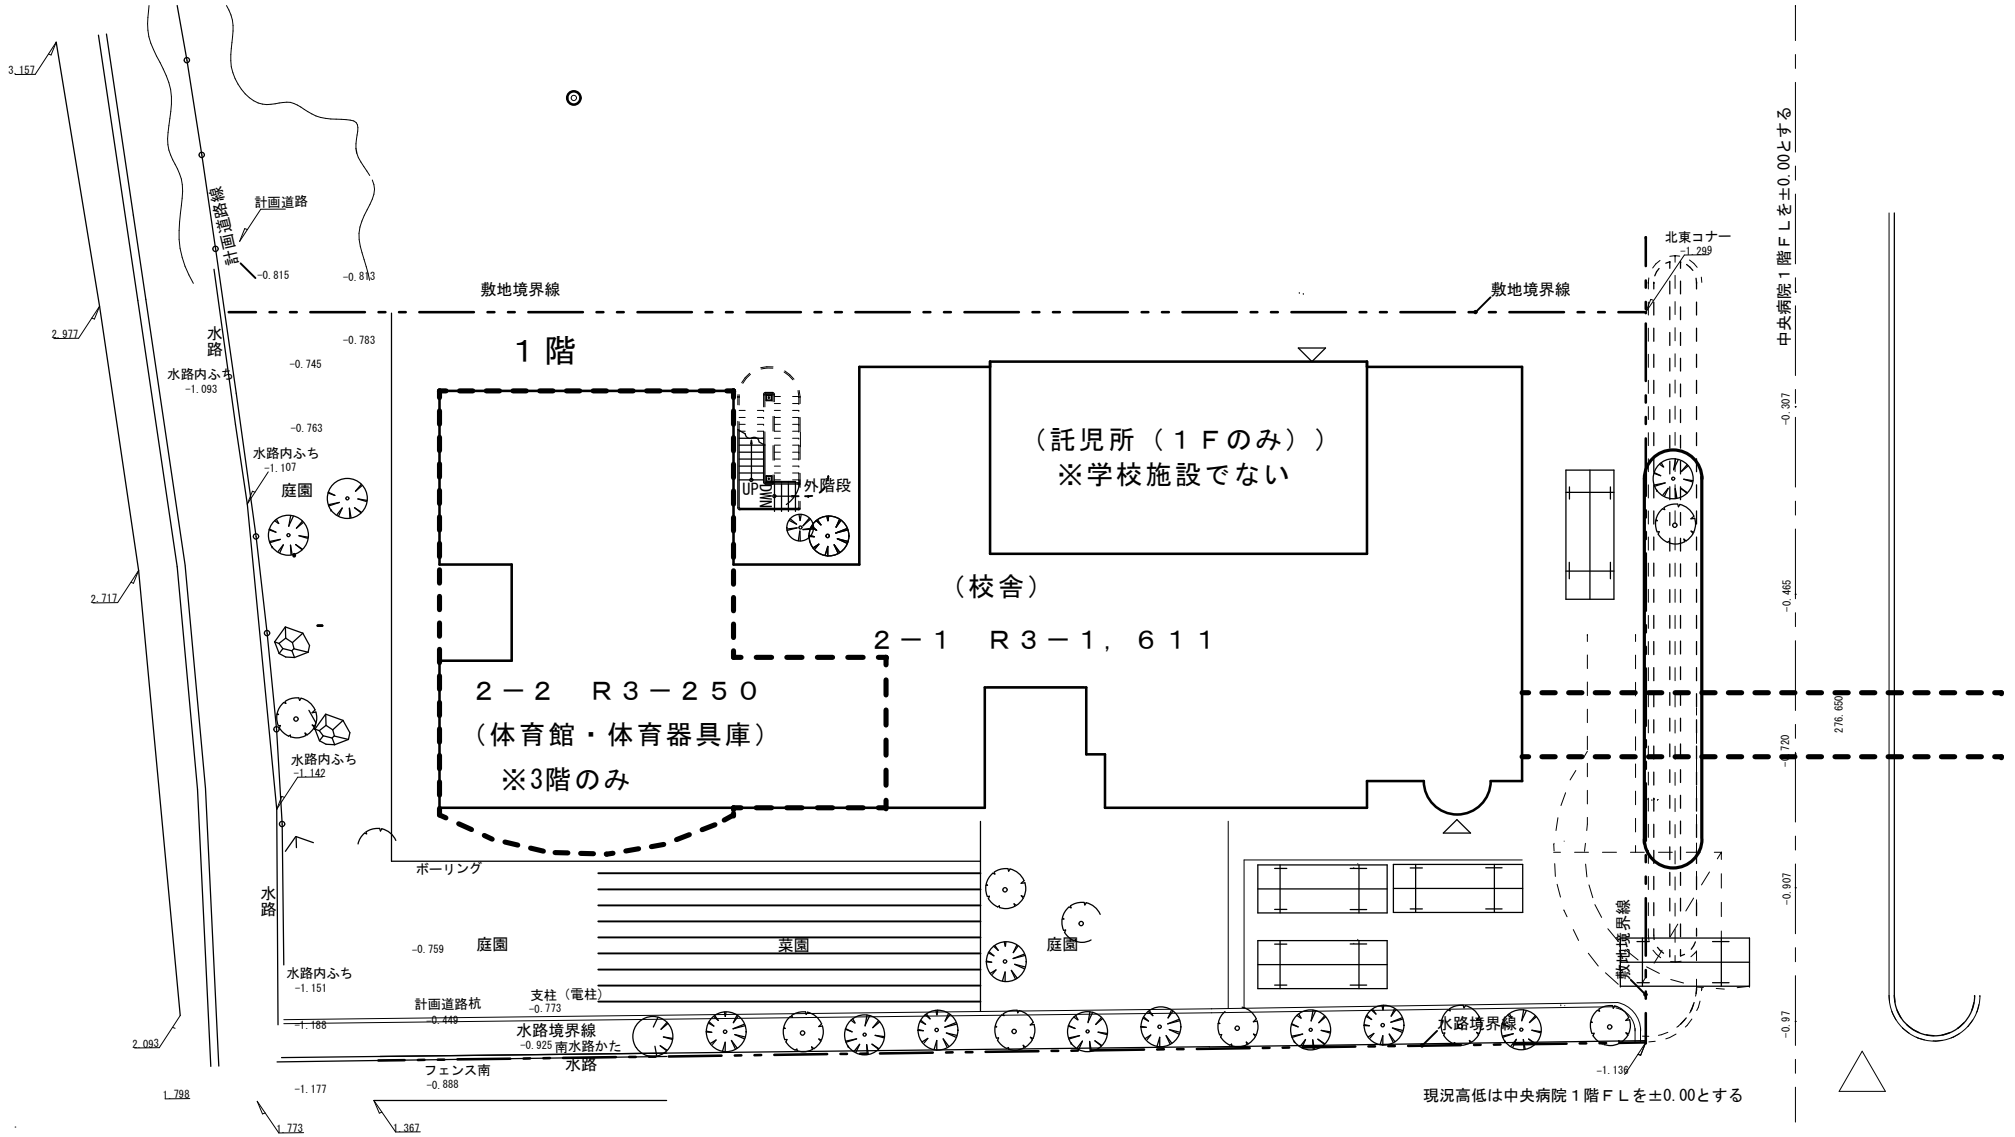 3.157
中央病院1階FLを±0.00とする
計画道路線
計画道路
北東コーナー
-1.299
-0.815
-0.813
敷地境界線
敷地境界線
2.977
水路
-0.783
1階
-0.745
水路内ふち
-1.093
-0.307
-0.763
(託児所(1Fのみ))
※学校施設でない
水路内ふち
-1.107
庭園
UP
DWN
外階段
(校舎)
2.717
-0.465
2-1 R3-1,611
2-2 R3-250
(体育館・体育器具庫)
※3階のみ
276.650
-0.720
水路内ふち
-1.142
ボーリング
水路
-0.907
敷地境界線
-0.759
庭園
菜園
庭園
水路内ふち
-1.151
支柱(電柱)
-0.773
計画道路杭
-0.449
-1.188
水路境界線
水路境界線
-0.97
-0.925
南水路かた
2.093
水路
フェンス南
-0.888
-1.136
1.798
-1.177
現況高低は中央病院1階FLを±0.00とする
1.773
1.367